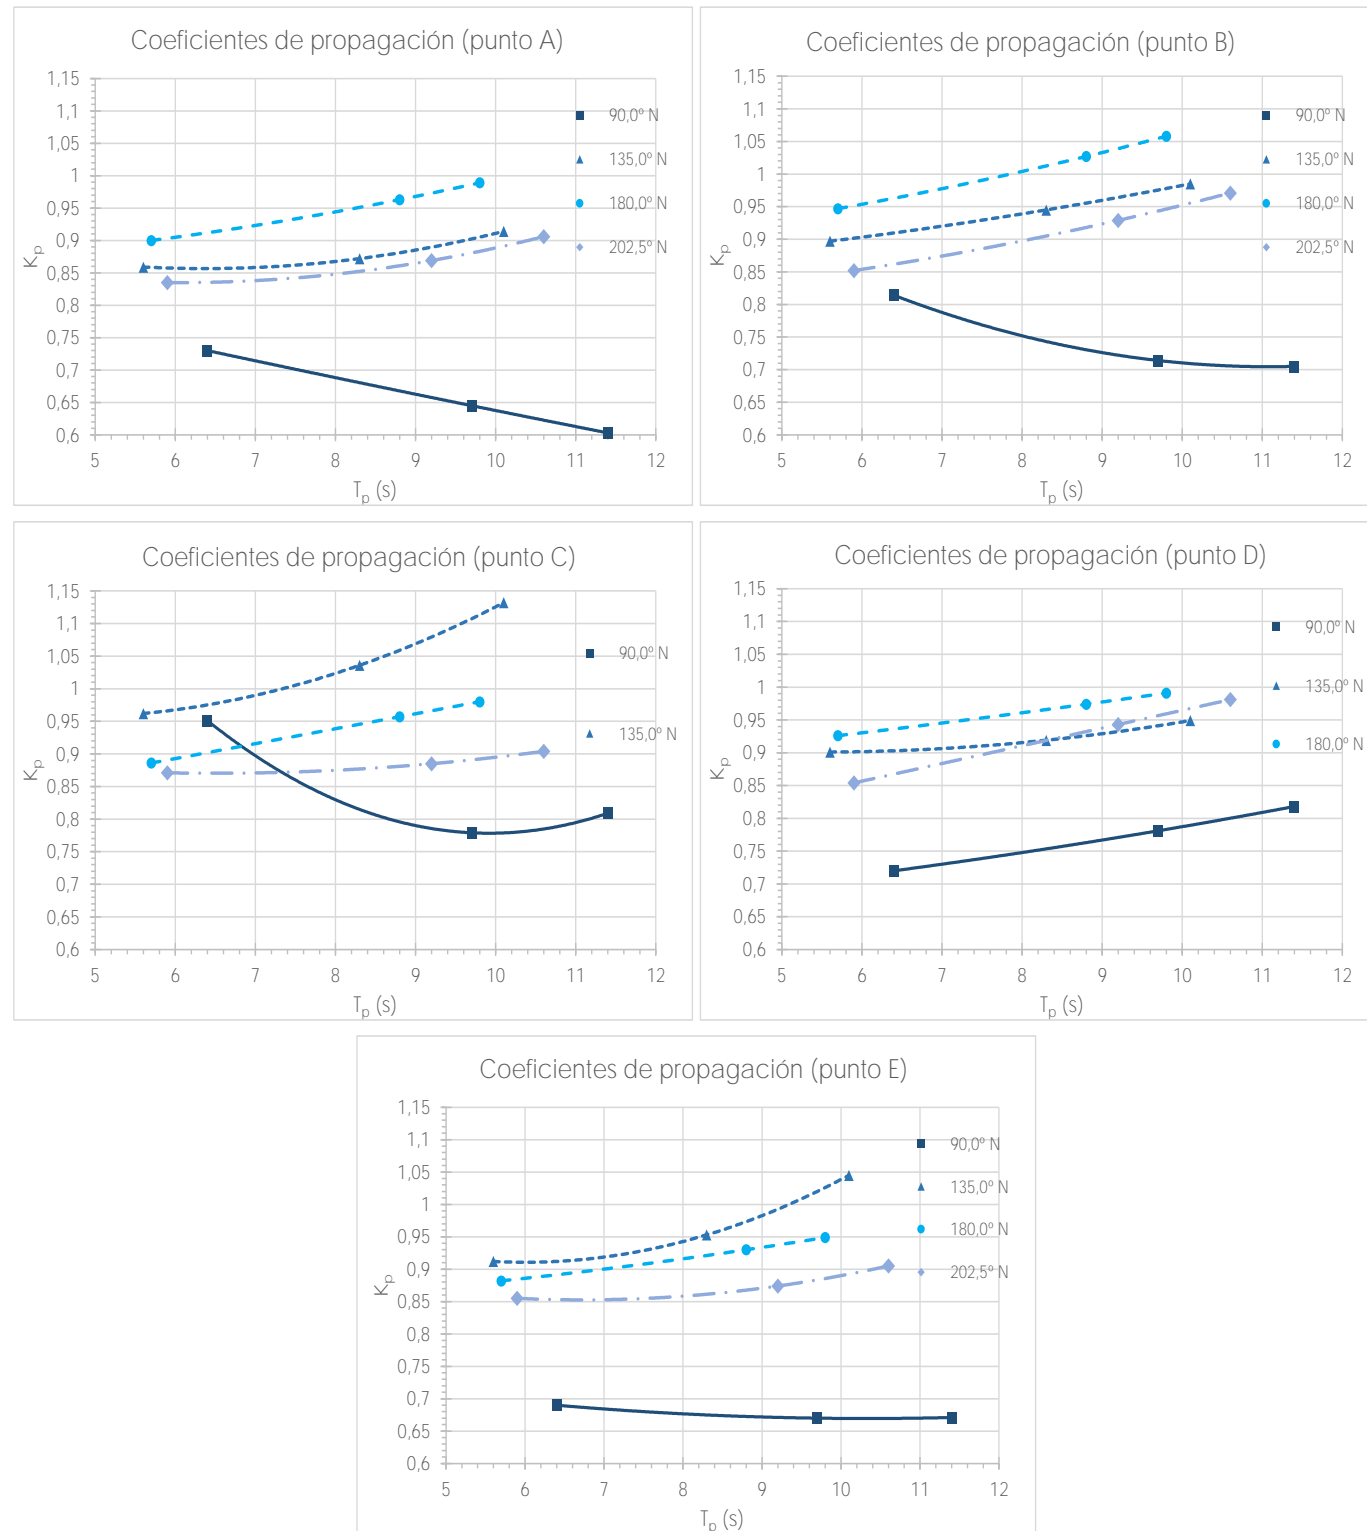 Coeficientes de propagación (punto A)
1,15
1,1
1,05
1
0,95
0,9
0,85
0,8
0,75
0,7
0,65
0,6
5 6 7 8 9 10 11 12
Kp
Tp (s)
90,0º N
135,0º N
180,0º N
202,5º N
Coeficientes de propagación (punto B)
1,15
1,1
1,05
1
0,95
0,9
0,85
0,8
0,75
0,7
0,65
0,6
5 6 7 8 9 10 11 12
Kp
Tp (s)
90,0º N
135,0º N
180,0º N
202,5º N
Coeficientes de propagación (punto C)
1,15
1,1
1,05
1
0,95
0,9
0,85
0,8
0,75
0,7
0,65
0,6
5 6 7 8 9 10 11 12
Kp
Tp (s)
90,0º N
135,0º N
Coeficientes de propagación (punto D)
1,15
1,1
1,05
1
0,95
0,9
0,85
0,8
0,75
0,7
0,65
0,6
5 6 7 8 9 10 11 12
Kp
Tp (s)
90,0º N
135,0º N
180,0º N
Coeficientes de propagación (punto E)
1,15
1,1
1,05
1
0,95
0,9
0,85
0,8
0,75
0,7
0,65
0,6
5 6 7 8 9 10 11 12
Kp
Tp (s)
90,0º N
135,0º N
180,0º N
202,5º N